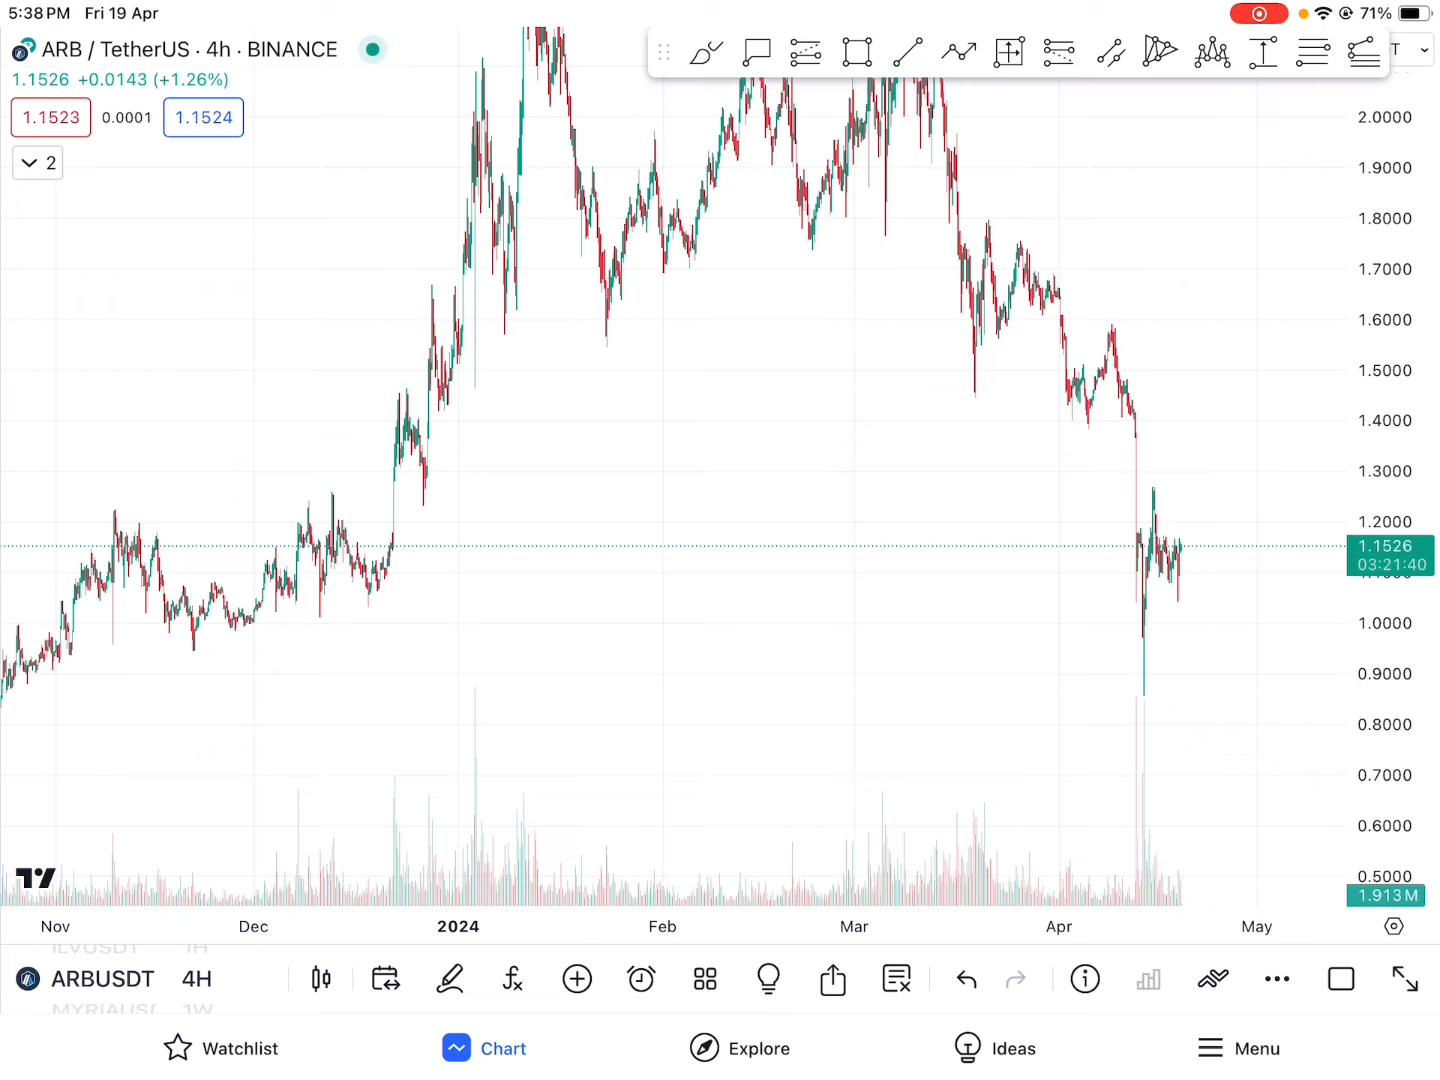 5:38 PM Fri 19 Apr
71%
ARB / TetherUS · 4h · BINANCE
T
1.1526 +0.0143 (+1.26%)
1.1523 0.0001 1.1524
2
2.0000
1.9000
1.8000
1.7000
1.6000
1.5000
1.4000
1.3000
1.2000
1.1526
03:21:40
1.0000
0.9000
0.8000
0.7000
0.6000
0.5000
1.913 M
Nov Dec 2024 Feb Mar Apr May
ILVUSDT 1H
ARBUSDT 4H
1W
Watchlist Chart Explore Ideas Menu